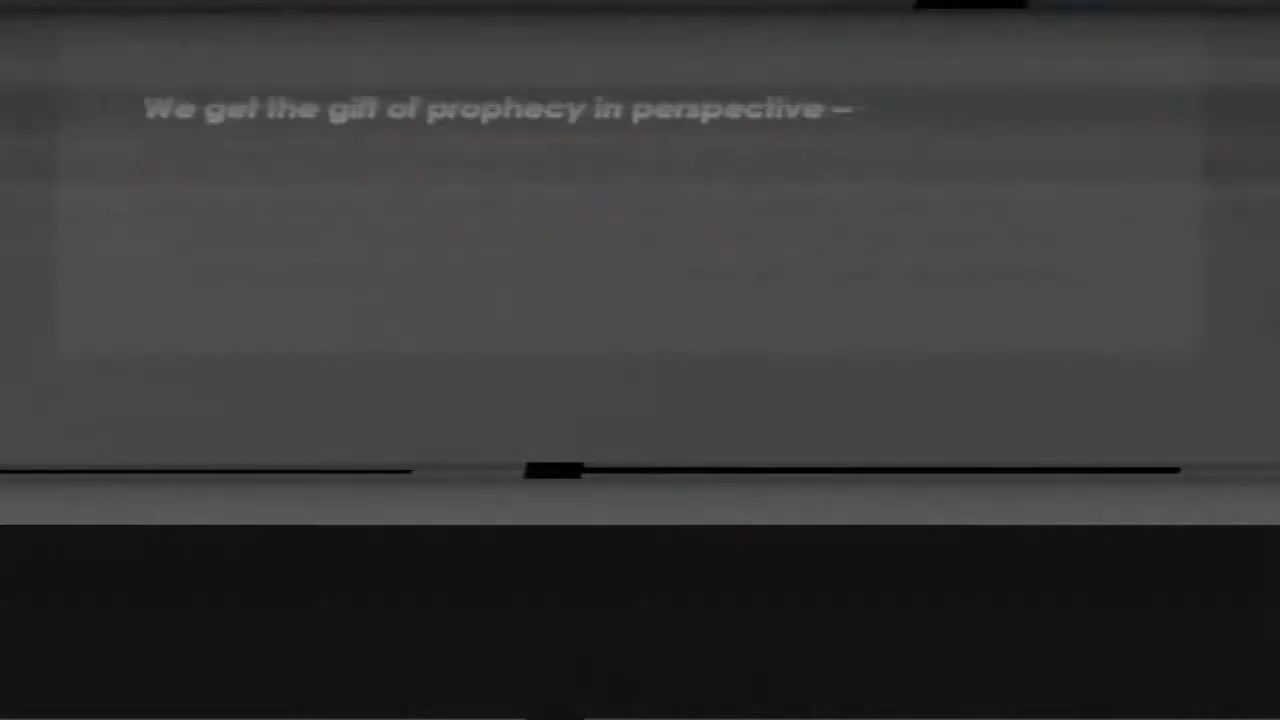 We get the gift of prophecy in perspective –